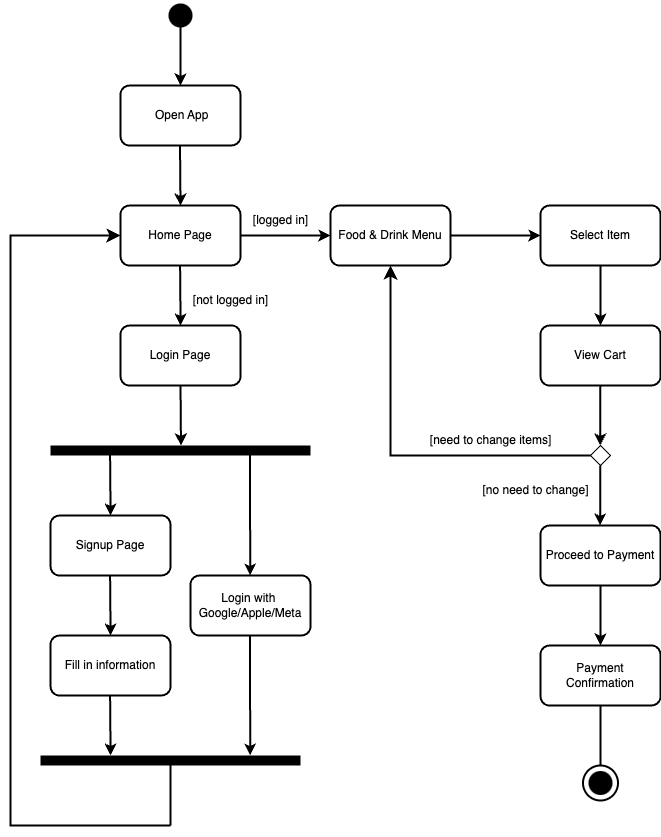 Open App
Home Page
[logged in]
Food & Drink Menu
Select Item
[not logged in]
Login Page
View Cart
[need to change items]
[no need to change]
Signup Page
Login with
Google/Apple/Meta
Proceed to Payment
Fill in information
Payment
Confirmation